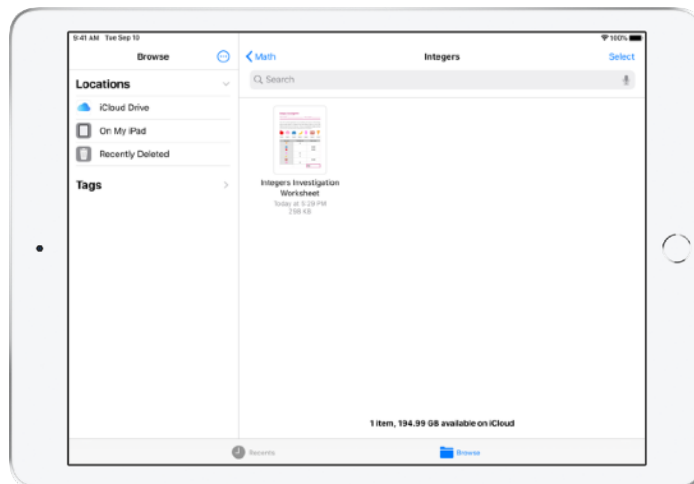 9:41 AM Tue Sep 10
100%
Browse
Math
Integers
Select
Search
Locations
iCloud Drive
On My iPad
Recently Deleted
Tags
Integers Investigation
Worksheet
Today at 5:29 PM
298 KB
1 item, 194.99 GB available on iCloud
Recents
Browse